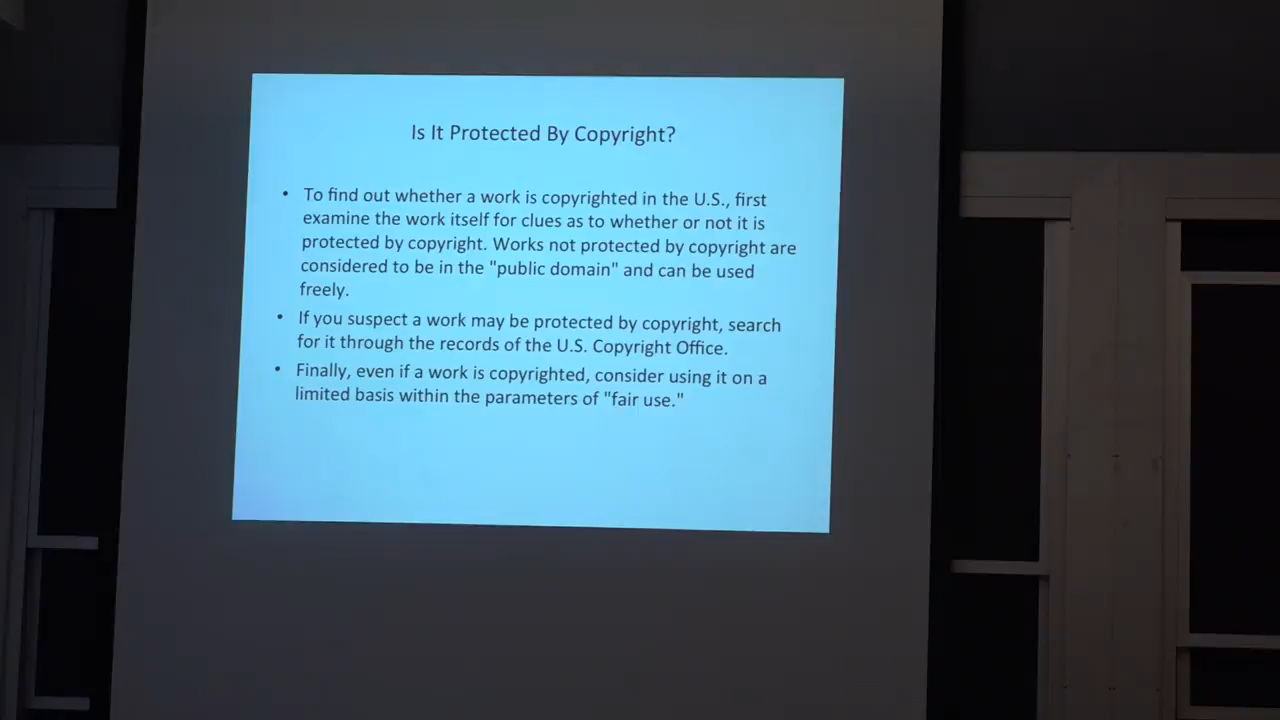 Is It Protected By Copyright?
• To find out whether a work is copyrighted in the U.S., first
examine the work itself for clues as to whether or not it is
protected by copyright. Works not protected by copyright are
considered to be in the "public domain" and can be used
freely.
• If you suspect a work may be protected by copyright, search
for it through the records of the U.S. Copyright Office.
• Finally, even if a work is copyrighted, consider using it on a
limited basis within the parameters of "fair use."